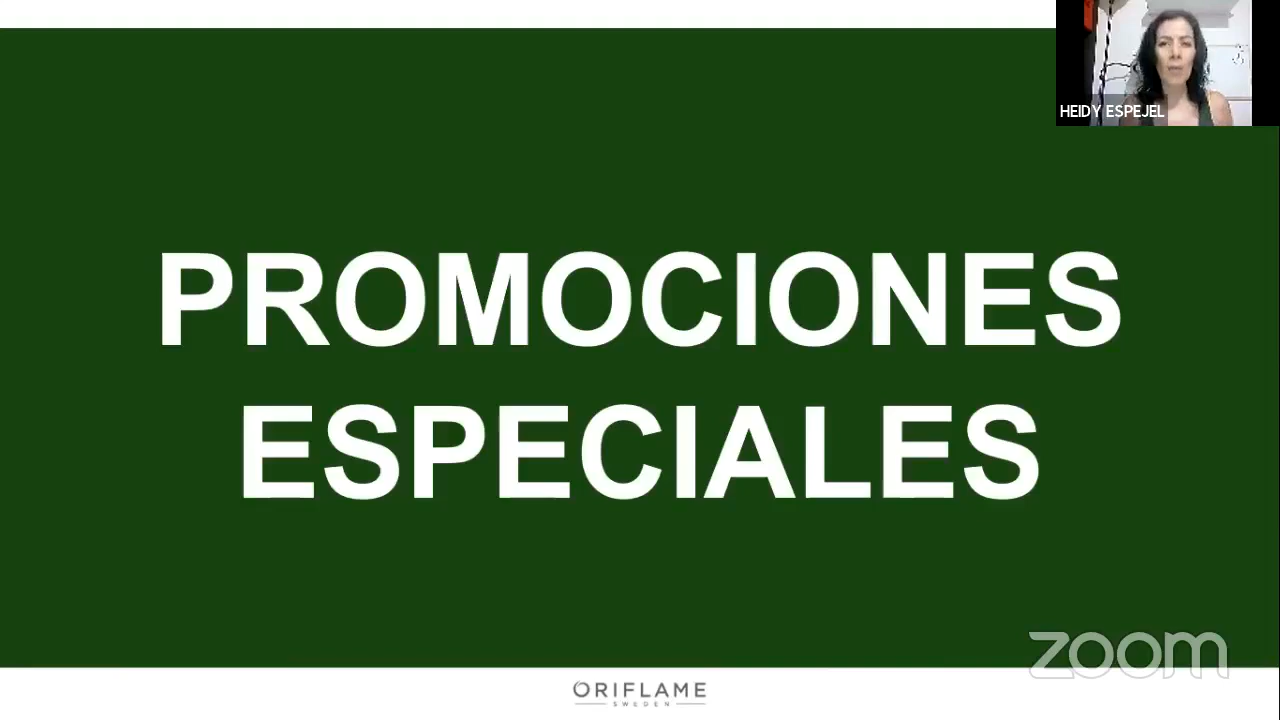 HEIDY ESPEJEL
PROMOCIONES
ESPECIALES
zoom
ORIFLAME
SWEDEN